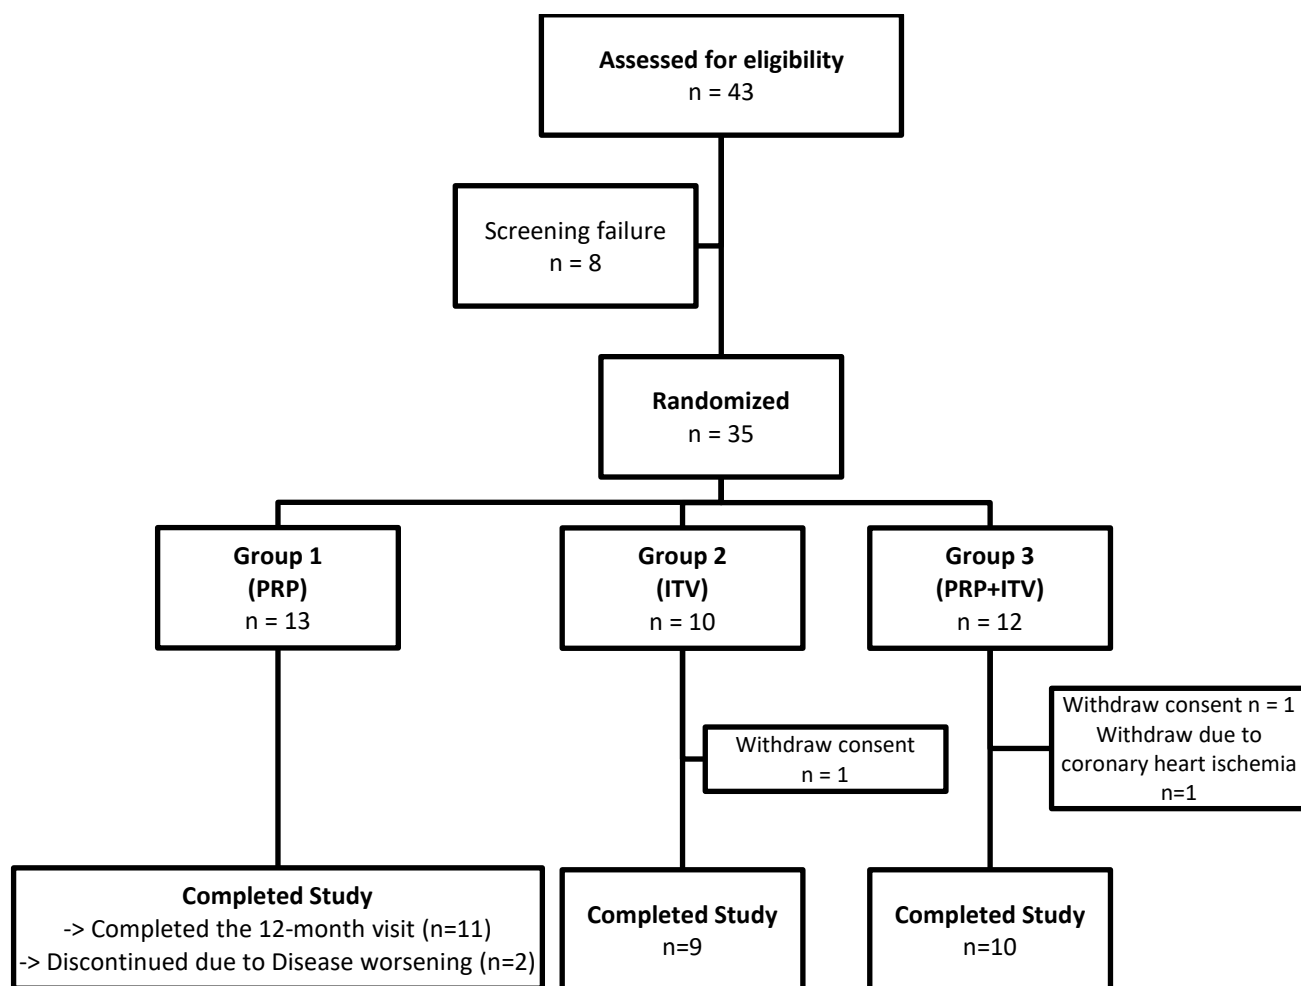 Assessed for eligibility
n = 43
Screening failure
n = 8
Randomized
n = 35
Group 1
(PRP)
n = 13
Group 2
(ITV)
n = 10
Group 3
(PRP+ITV)
n = 12
Withdraw consent
n = 1
Withdraw consent n = 1
Withdraw due to
coronary heart ischemia
n=1
Completed Study
-> Completed the 12-month visit (n=11)
-> Discontinued due to Disease worsening (n=2)
Completed Study
n=9
Completed Study
n=10